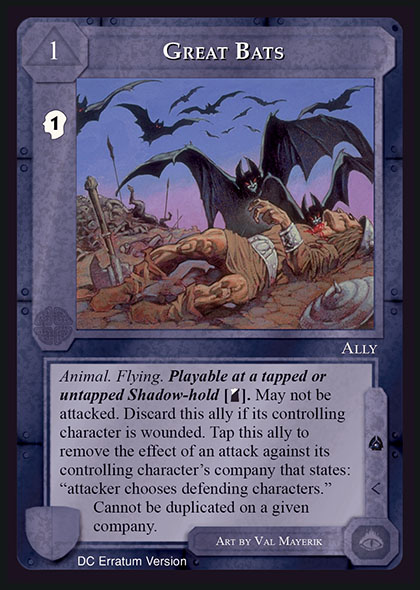 1
Great Bats
1
Ally
Animal. Flying. Playable at a tapped or
untapped Shadow-hold []. May not be
attacked. Discard this ally if its controlling
character is wounded. Tap this ally to
remove the effect of an attack against its
controlling character’s company that states:
“attacker chooses defending characters.”
Cannot be duplicated on a given
company.
Art by Val Mayerik
DC Erratum Version